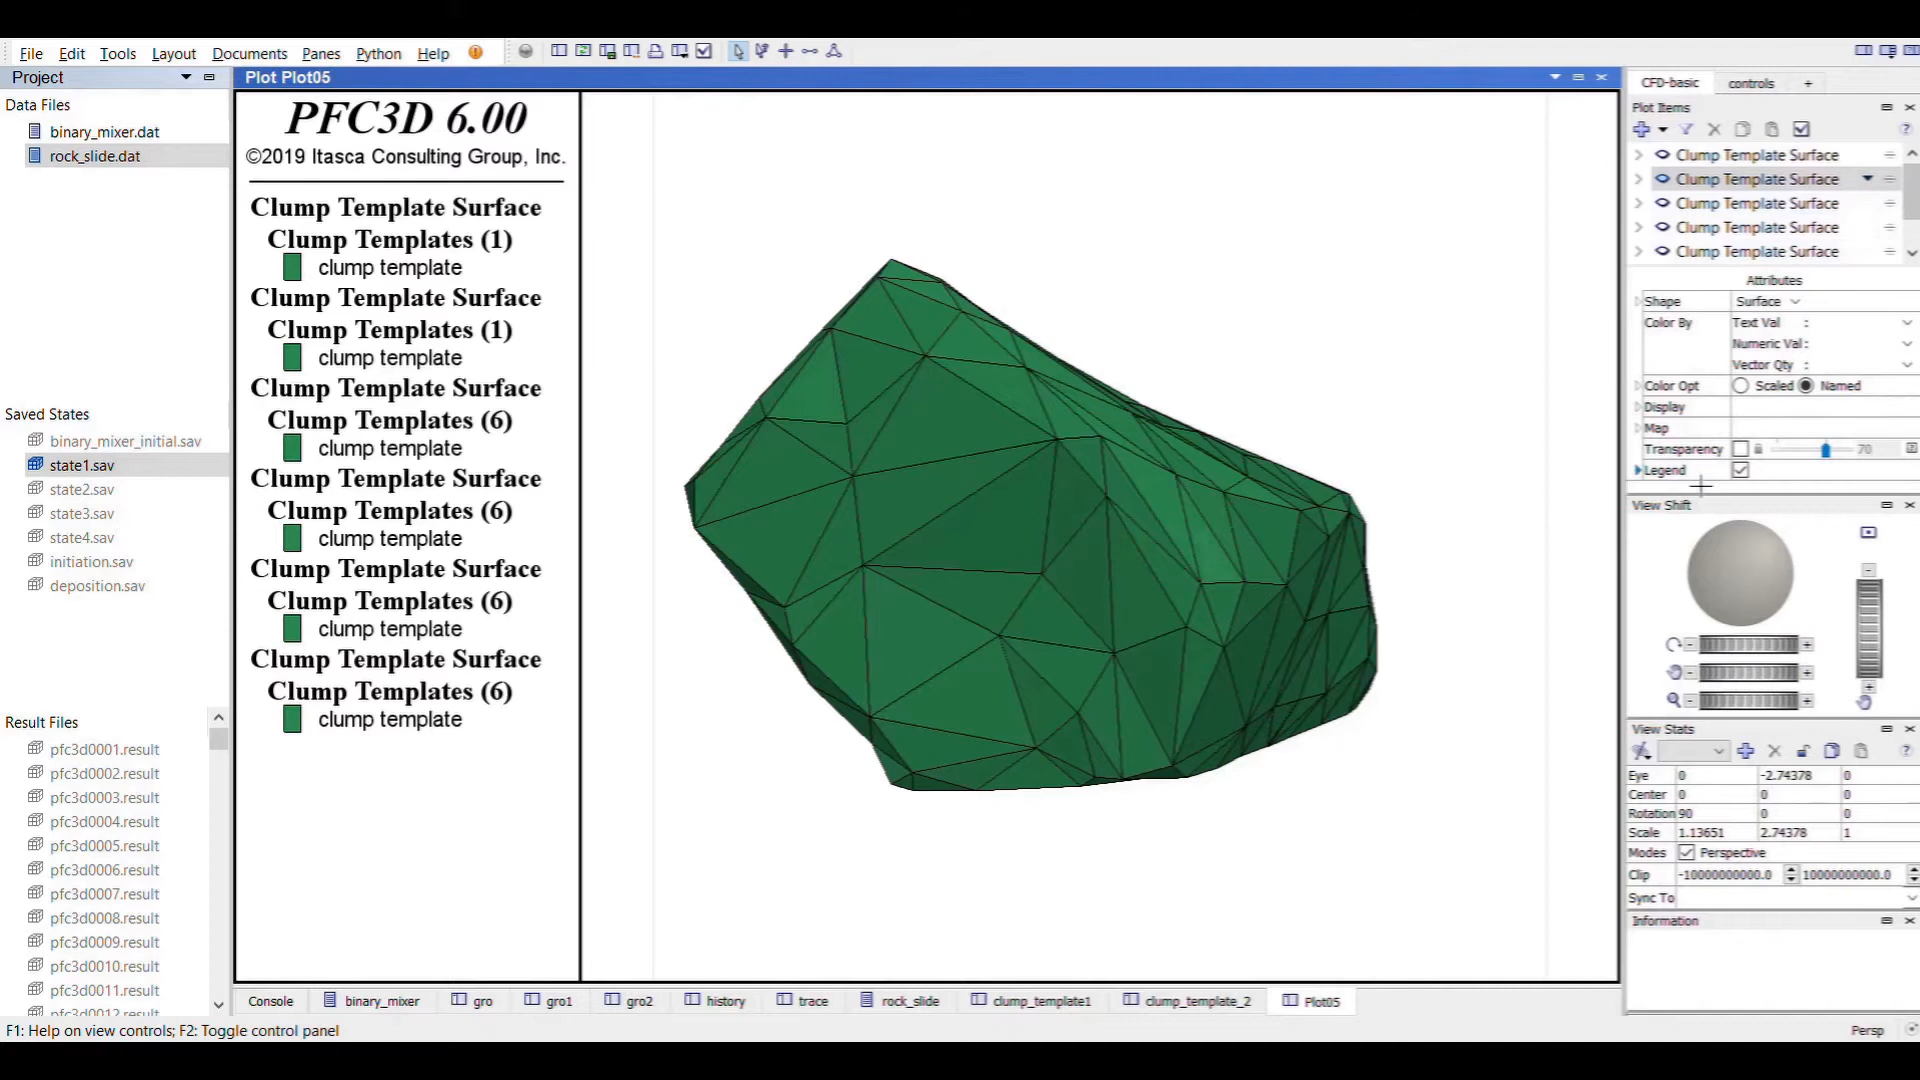 File Edit Tools Layout Documents Panes Python Help
Project
Data Files
binary_mixer.dat
rock_slide.dat
Saved States
binary_mixer_initial.sav
state1.sav
state2.sav
state3.sav
state4.sav
initiation.sav
deposition.sav
Result Files
pfc3d0001.result
pfc3d0002.result
pfc3d0003.result
pfc3d0004.result
pfc3d0005.result
pfc3d0006.result
pfc3d0007.result
pfc3d0008.result
pfc3d0009.result
pfc3d0010.result
pfc3d0011.result
pfc3d0012.result
Plot Plot05
PFC3D 6.00
©2019 Itasca Consulting Group, Inc.
Clump Template Surface
Clump Templates (1)
clump template
Clump Template Surface
Clump Templates (1)
clump template
Clump Template Surface
Clump Templates (6)
clump template
Clump Template Surface
Clump Templates (6)
clump template
Clump Template Surface
Clump Templates (6)
clump template
Clump Template Surface
Clump Templates (6)
clump template
Console binary_mixer gro gro1 gro2 history trace rock_slide clump_template1 clump_template_2 Plot05
CFD-basic controls +
Plot Items
Clump Template Surface
Clump Template Surface
Clump Template Surface
Clump Template Surface
Clump Template Surface
Attributes
Shape Surface
Color By Text Val :
Numeric Val :
Vector Qty :
Color Opt Scaled Named
Display
Map
Transparency 70
Legend
View Shift
View Stats
Eye 0 -2.74378 0
Center 0 0 0
Rotation 90 0 0
Scale 1.13651 2.74378 1
Modes Perspective
Clip -10000000000.0 10000000000.0
Sync To
Information
F1: Help on view controls; F2: Toggle control panel
Persp